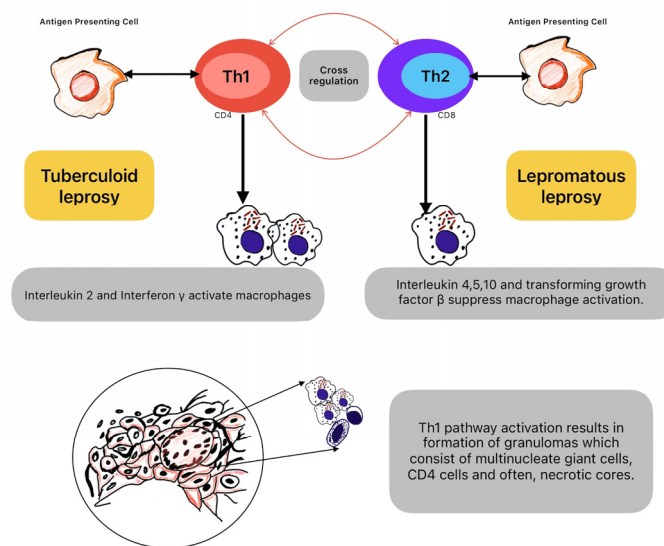 Antigen Presenting Cell
Antigen Presenting Cell
Th1
Cross
regulation
Th2
CD4
CD8
Tuberculoid
leprosy
Lepromatous
leprosy
Interleukin 2 and Interferon γ activate macrophages
Interleukin 4,5,10 and transforming growth
factor β suppress macrophage activation.
Th1 pathway activation results in
formation of granulomas which
consist of multinucleate giant cells,
CD4 cells and often, necrotic cores.